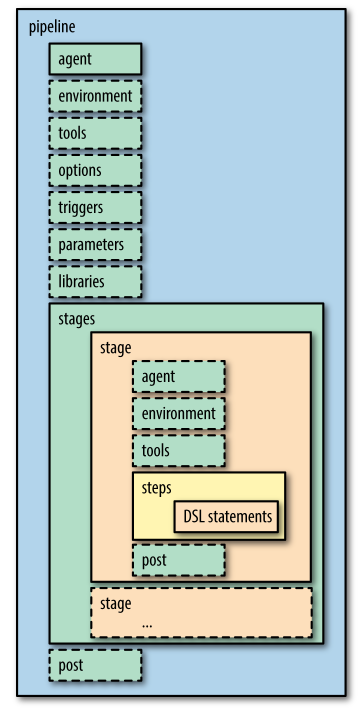 pipeline
agent
environment
tools
options
triggers
parameters
libraries
stages
stage
agent
environment
tools
steps
DSL statements
post
stage
...
post